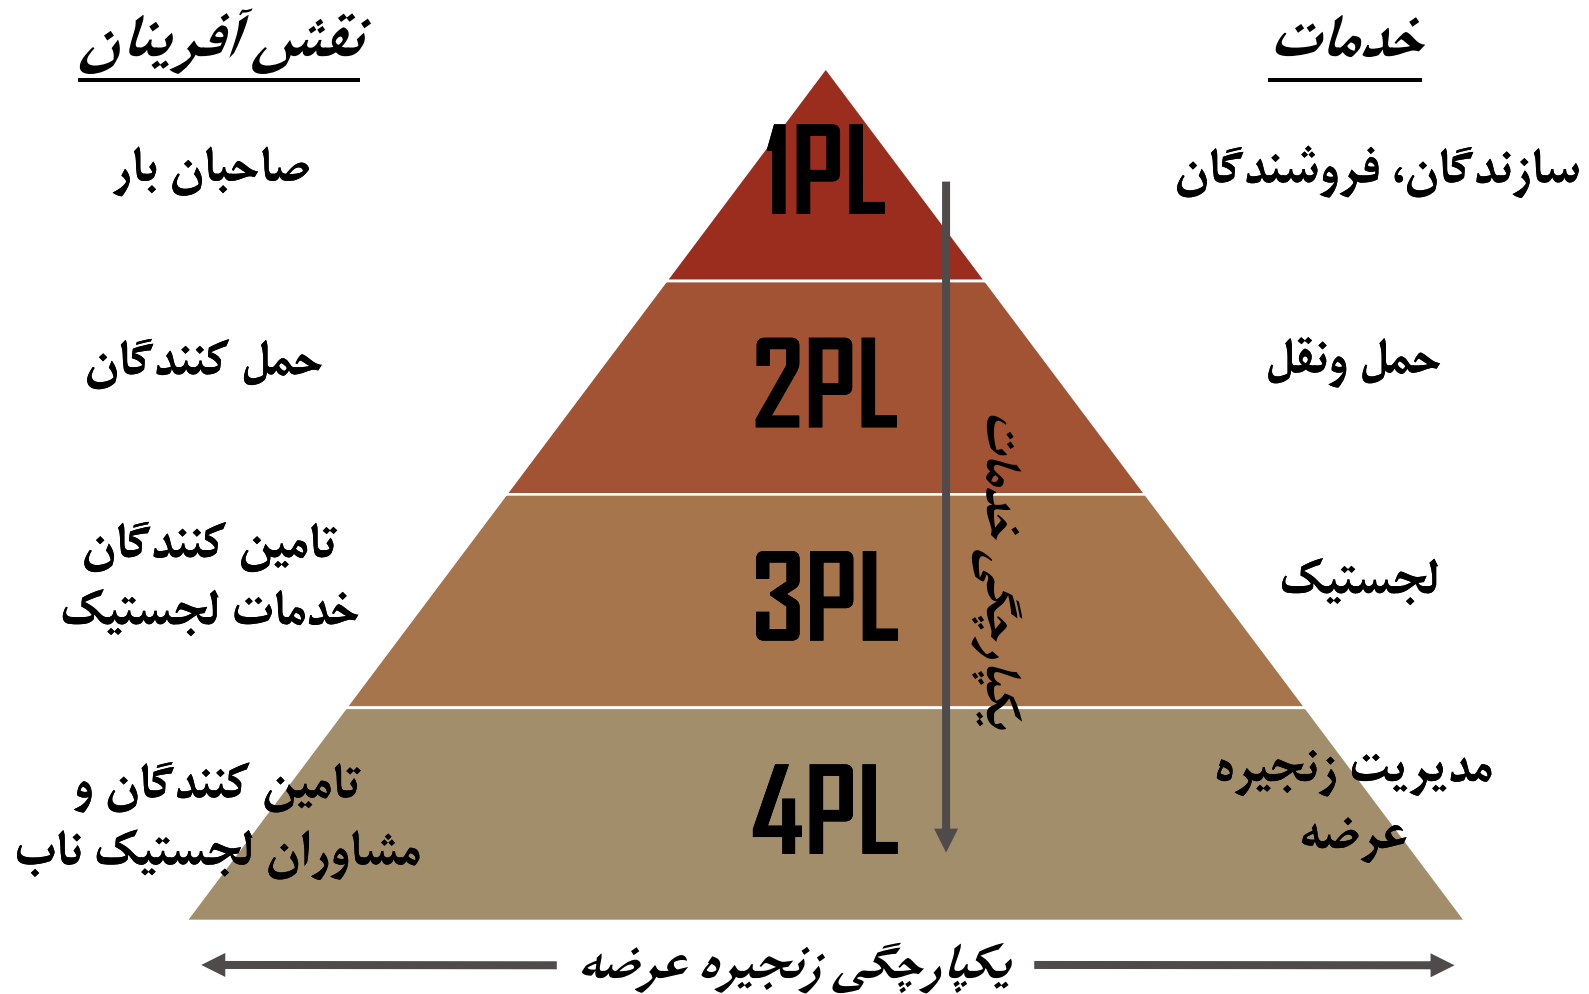 خدمات
نقش آفرینان
سازندگان، فروشندگان
1PL
صاحبان بار
حمل ونقل
2PL
حمل کنندگان
یکپارچگی خدمات
لجستیک
3PL
تامین کنندگان
خدمات لجستیک
مدیریت زنجیره
عرضه
4PL
تامین کنندگان و
مشاوران لجستیک ناب
یکپارچگی زنجیره عرضه